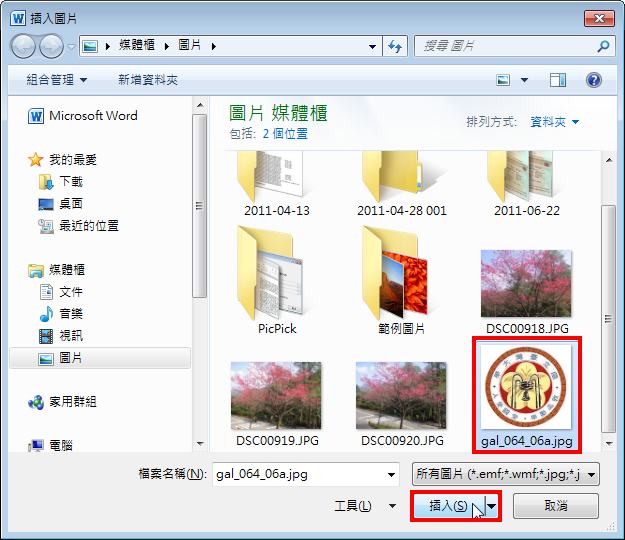 插入圖片
媒體櫃 ▸ 圖片 ▸
搜尋 圖片
組合管理
新增資料夾
Microsoft Word
我的最愛
下載
桌面
最近的位置
媒體櫃
文件
音樂
視訊
圖片
家用群組
電腦
圖片 媒體櫃
包括: 2 個位置
排列方式: 資料夾
2011-04-13
2011-04-28 001
2011-06-22
PicPick
範例圖片
DSC00918.JPG
DSC00919.JPG
DSC00920.JPG
gal_064_06a.jpg
檔案名稱(N): gal_064_06a.jpg
所有圖片 (*.emf;*.wmf;*.jpg;*.j
工具(L)
插入(S)
取消